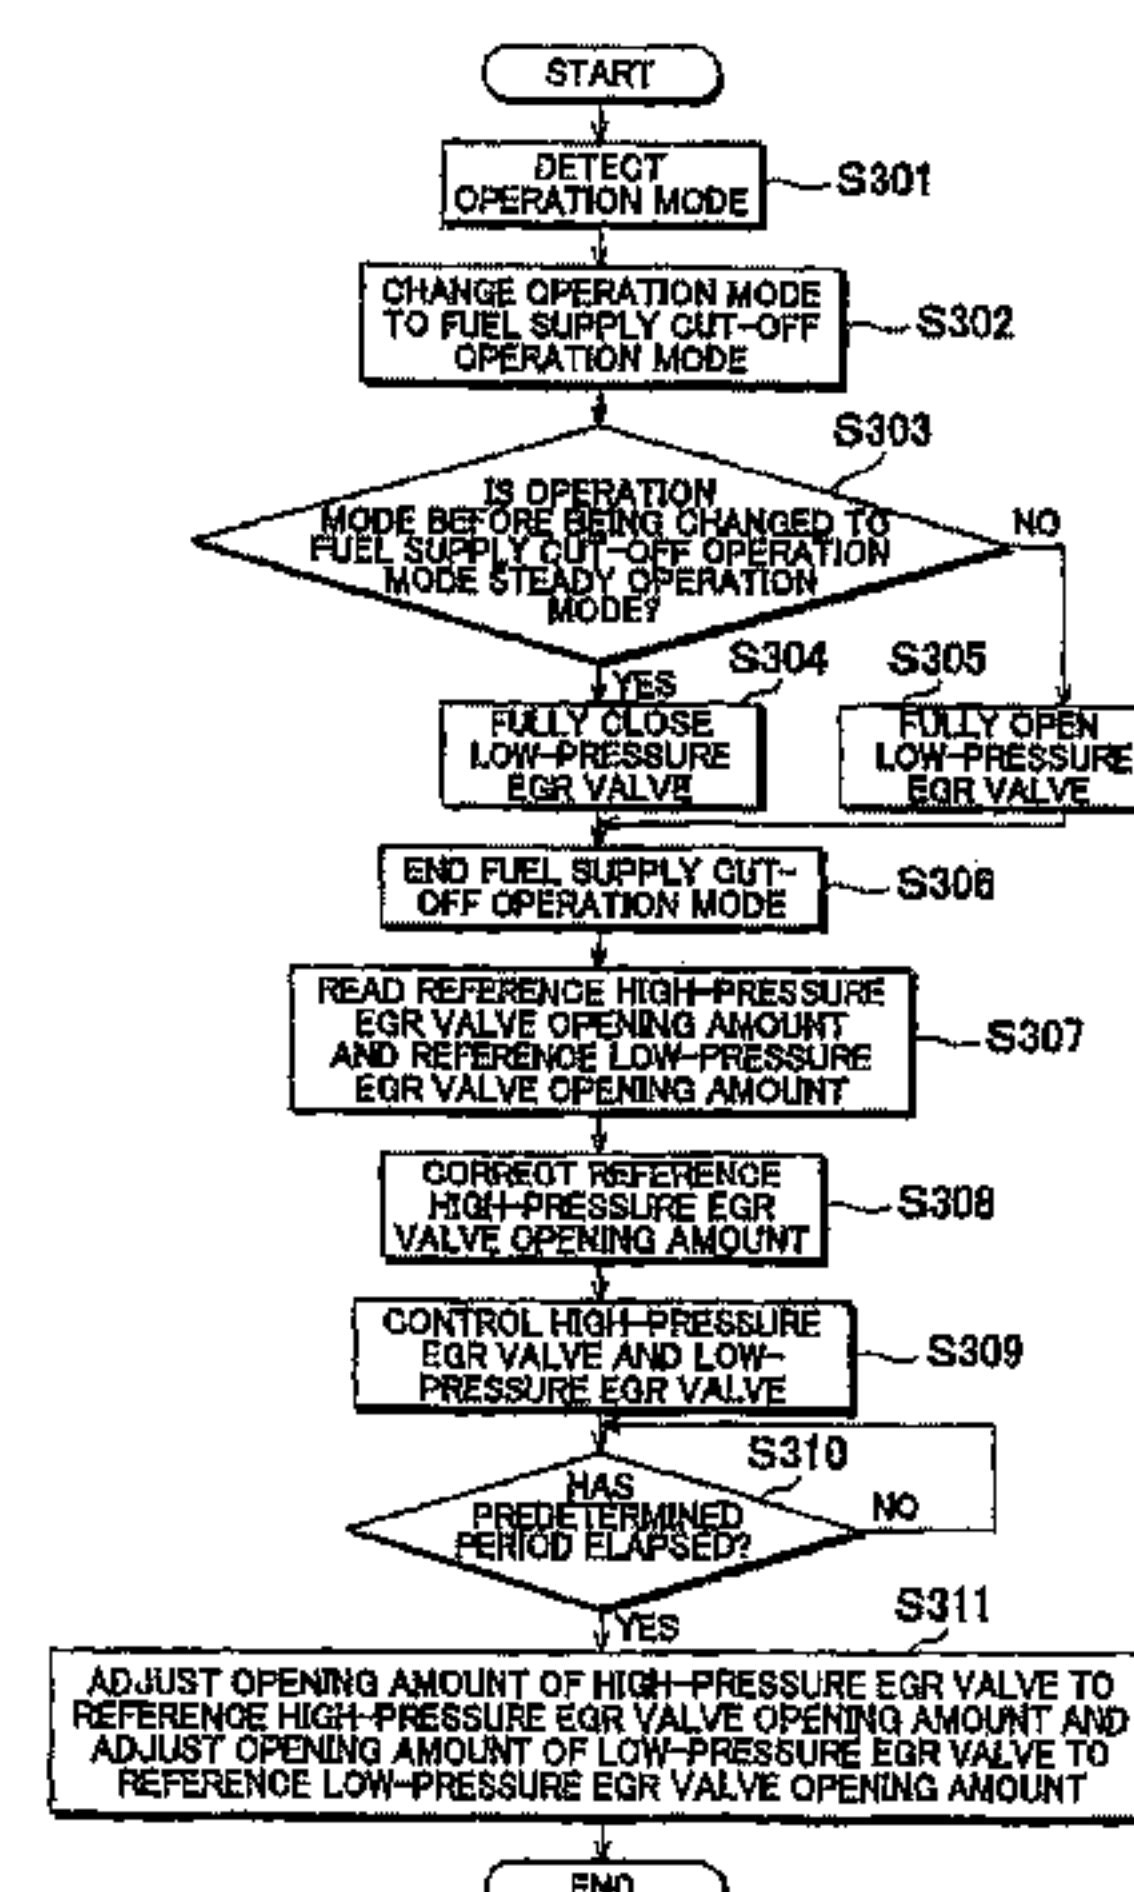 START
DETECT
OPERATION MODE
S301
CHANGE OPERATION MODE
TO FUEL SUPPLY CUT-OFF
OPERATION MODE
S302
S303
IS OPERATION
MODE BEFORE BEING CHANGED TO
FUEL SUPPLY CUT-OFF OPERATION
MODE STEADY OPERATION
MODE?
NO
YES
S304
FULLY CLOSE
LOW-PRESSURE
EGR VALVE
S305
FULLY OPEN
LOW-PRESSURE
EGR VALVE
END FUEL SUPPLY CUT-
OFF OPERATION MODE
S306
READ REFERENCE HIGH-PRESSURE
EGR VALVE OPENING AMOUNT
AND REFERENCE LOW-PRESSURE
EGR VALVE OPENING AMOUNT
S307
CORRECT REFERENCE
HIGH-PRESSURE EGR
VALVE OPENING AMOUNT
S308
CONTROL HIGH-PRESSURE
EGR VALVE AND LOW-
PRESSURE EGR VALVE
S309
S310
HAS
PREDETERMINED
PERIOD ELAPSED?
NO
YES
S311
ADJUST OPENING AMOUNT OF HIGH-PRESSURE EGR VALVE TO
REFERENCE HIGH-PRESSURE EGR VALVE OPENING AMOUNT AND
ADJUST OPENING AMOUNT OF LOW-PRESSURE EGR VALVE TO
REFERENCE LOW-PRESSURE EGR VALVE OPENING AMOUNT
END